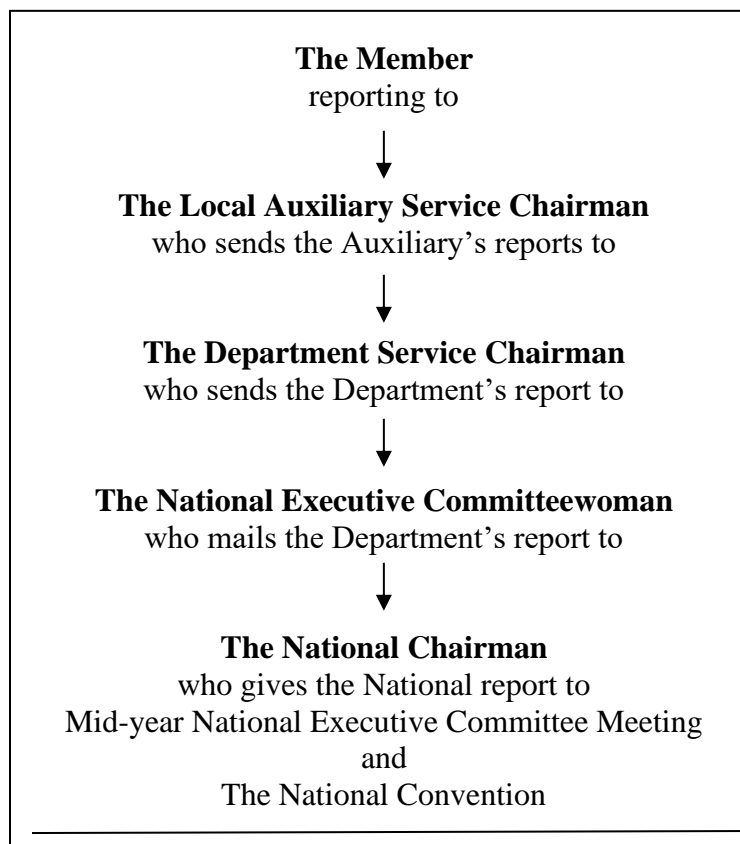 The Member
reporting to
The Local Auxiliary Service Chairman
who sends the Auxiliary’s reports to
The Department Service Chairman
who sends the Department’s report to
The National Executive Committeewoman
who mails the Department’s report to
The National Chairman
who gives the National report to
Mid-year National Executive Committee Meeting
and
The National Convention